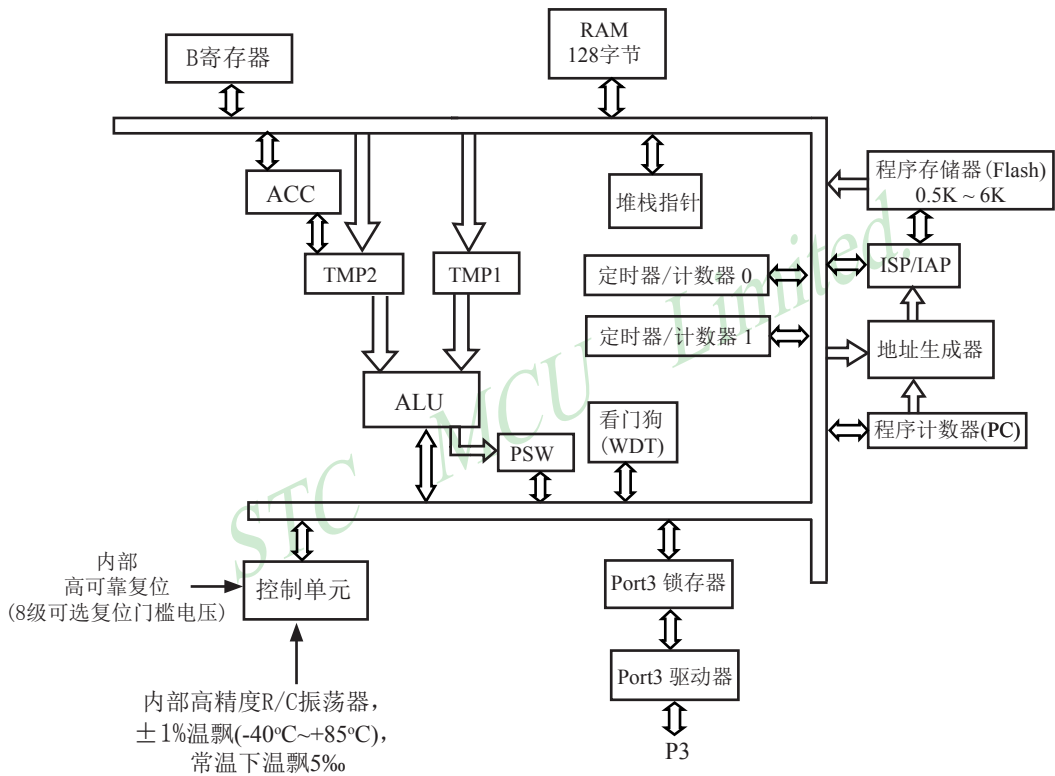 B寄存器
RAM
128字节
ACC
堆栈指针
程序存储器(Flash)
0.5K ~ 6K
TMP2
TMP1
定时器/计数器 0
ISP/IAP
定时器/计数器 1
地址生成器
ALU
看门狗
(WDT)
程序计数器(PC)
PSW
STC MCU Limited.
内部
高可靠复位
(8级可选复位门槛电压)
控制单元
Port3 锁存器
Port3 驱动器
内部高精度R/C振荡器,
±1%温飘(-40°C~+85°C),
常温下温飘5‰
P3